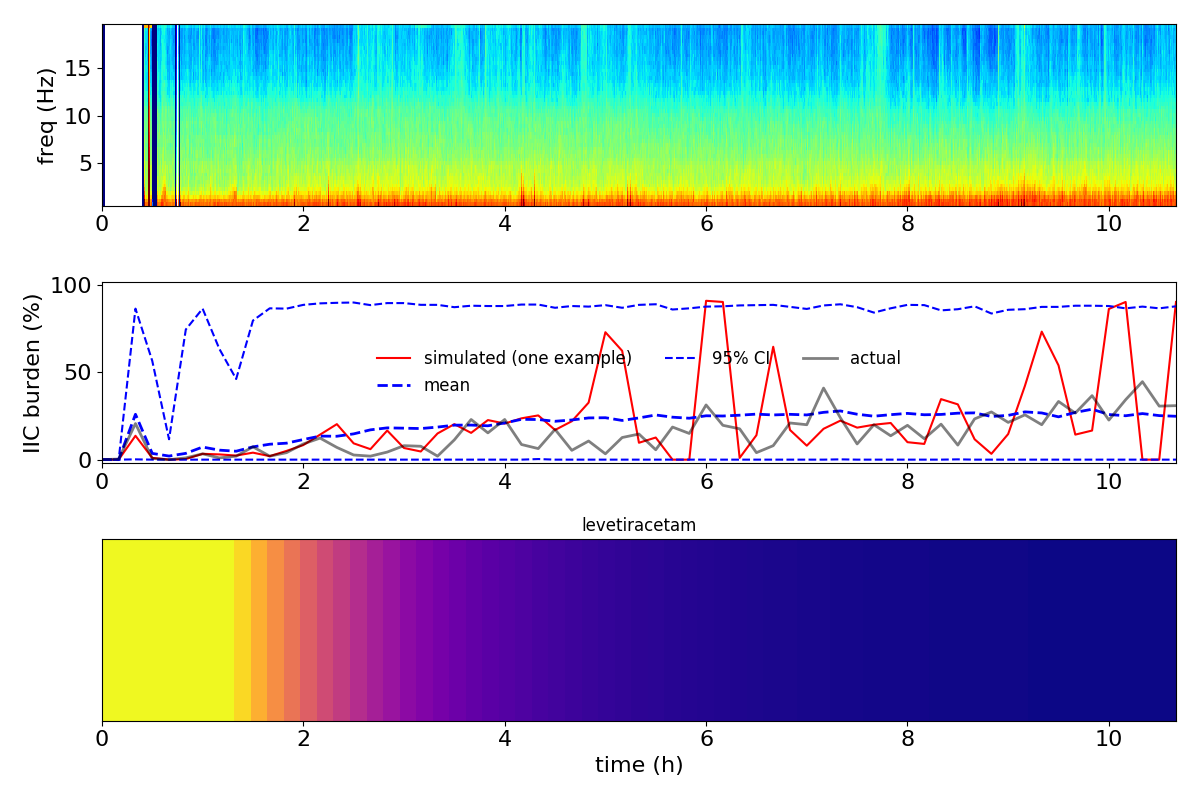 freq (Hz)
15
10
5
0 2 4 6 8 10
IIC burden (%)
100
50
0
simulated (one example) 95% CI actual
mean
0 2 4 6 8 10
levetiracetam
0 2 4 6 8 10
time (h)